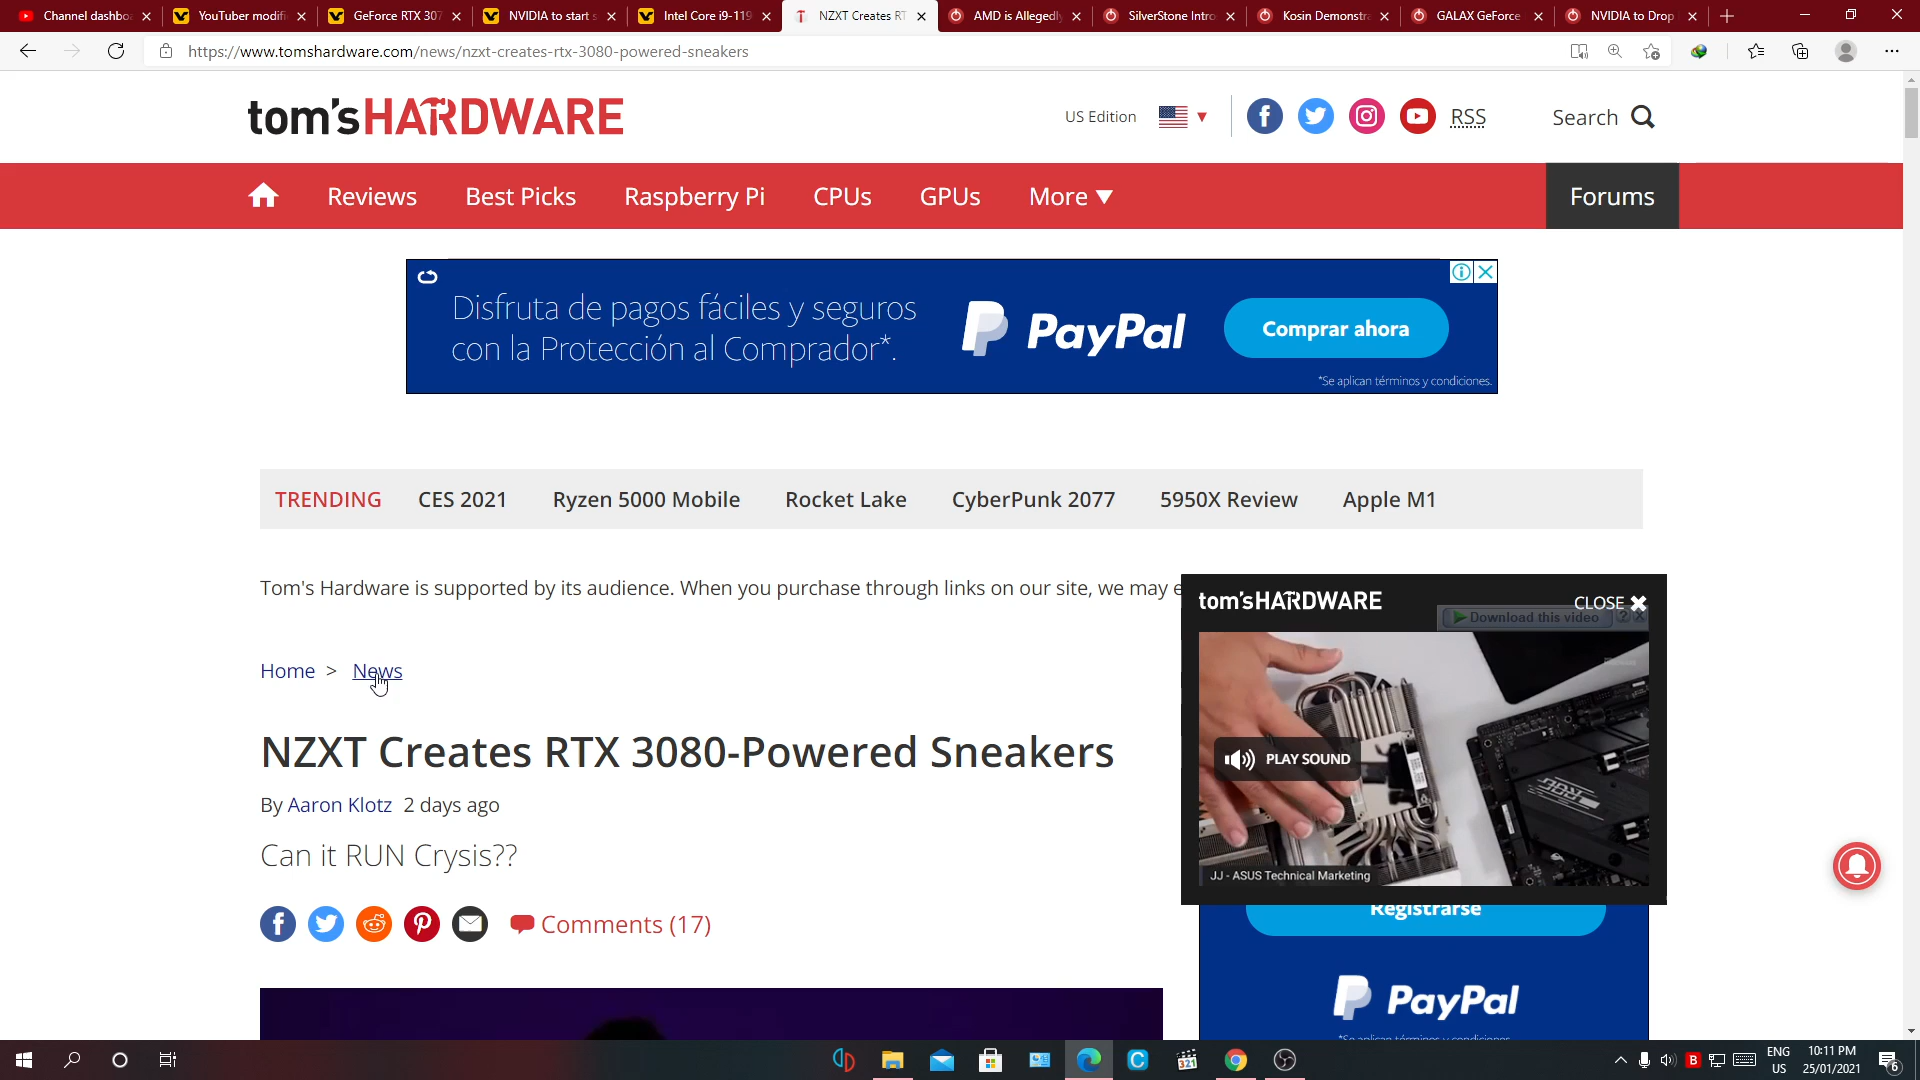 Channel dashbo
YouTuber modifi
GeForce RTX 307
NVIDIA to start s
Intel Core i9-119
NZXT Creates RT
AMD is Allegedl
SilverStone Intro
Kosin Demonstr
GALAX GeForce
NVIDIA to Drop
https://www.tomshardware.com/news/nzxt-creates-rtx-3080-powered-sneakers
tom's HARDWARE
US Edition
RSS
Search
Reviews
Best Picks
Raspberry Pi
CPUs
GPUs
More
Forums
Disfruta de pagos fáciles y seguros
con la Protección al Comprador*.
PayPal
Comprar ahora
*Se aplican términos y condiciones.
TRENDING
CES 2021
Ryzen 5000 Mobile
Rocket Lake
CyberPunk 2077
5950X Review
Apple M1
Tom's Hardware is supported by its audience. When you purchase through links on our site, we may e
tom's HARDWARE
CLOSE
Download this video
PLAY SOUND
JJ - ASUS Technical Marketing
Home > News
NZXT Creates RTX 3080-Powered Sneakers
By Aaron Klotz 2 days ago
Can it RUN Crysis??
Comments (17)
Registrarse
PayPal
*Se aplican términos y condiciones.
ENG
US
10:11 PM
25/01/2021
6